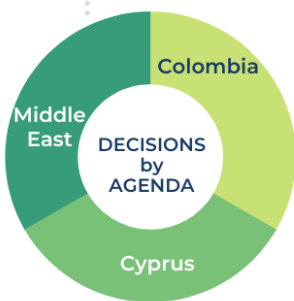 Colombia
Middle
East
DECISIONS
by
AGENDA
Cyprus